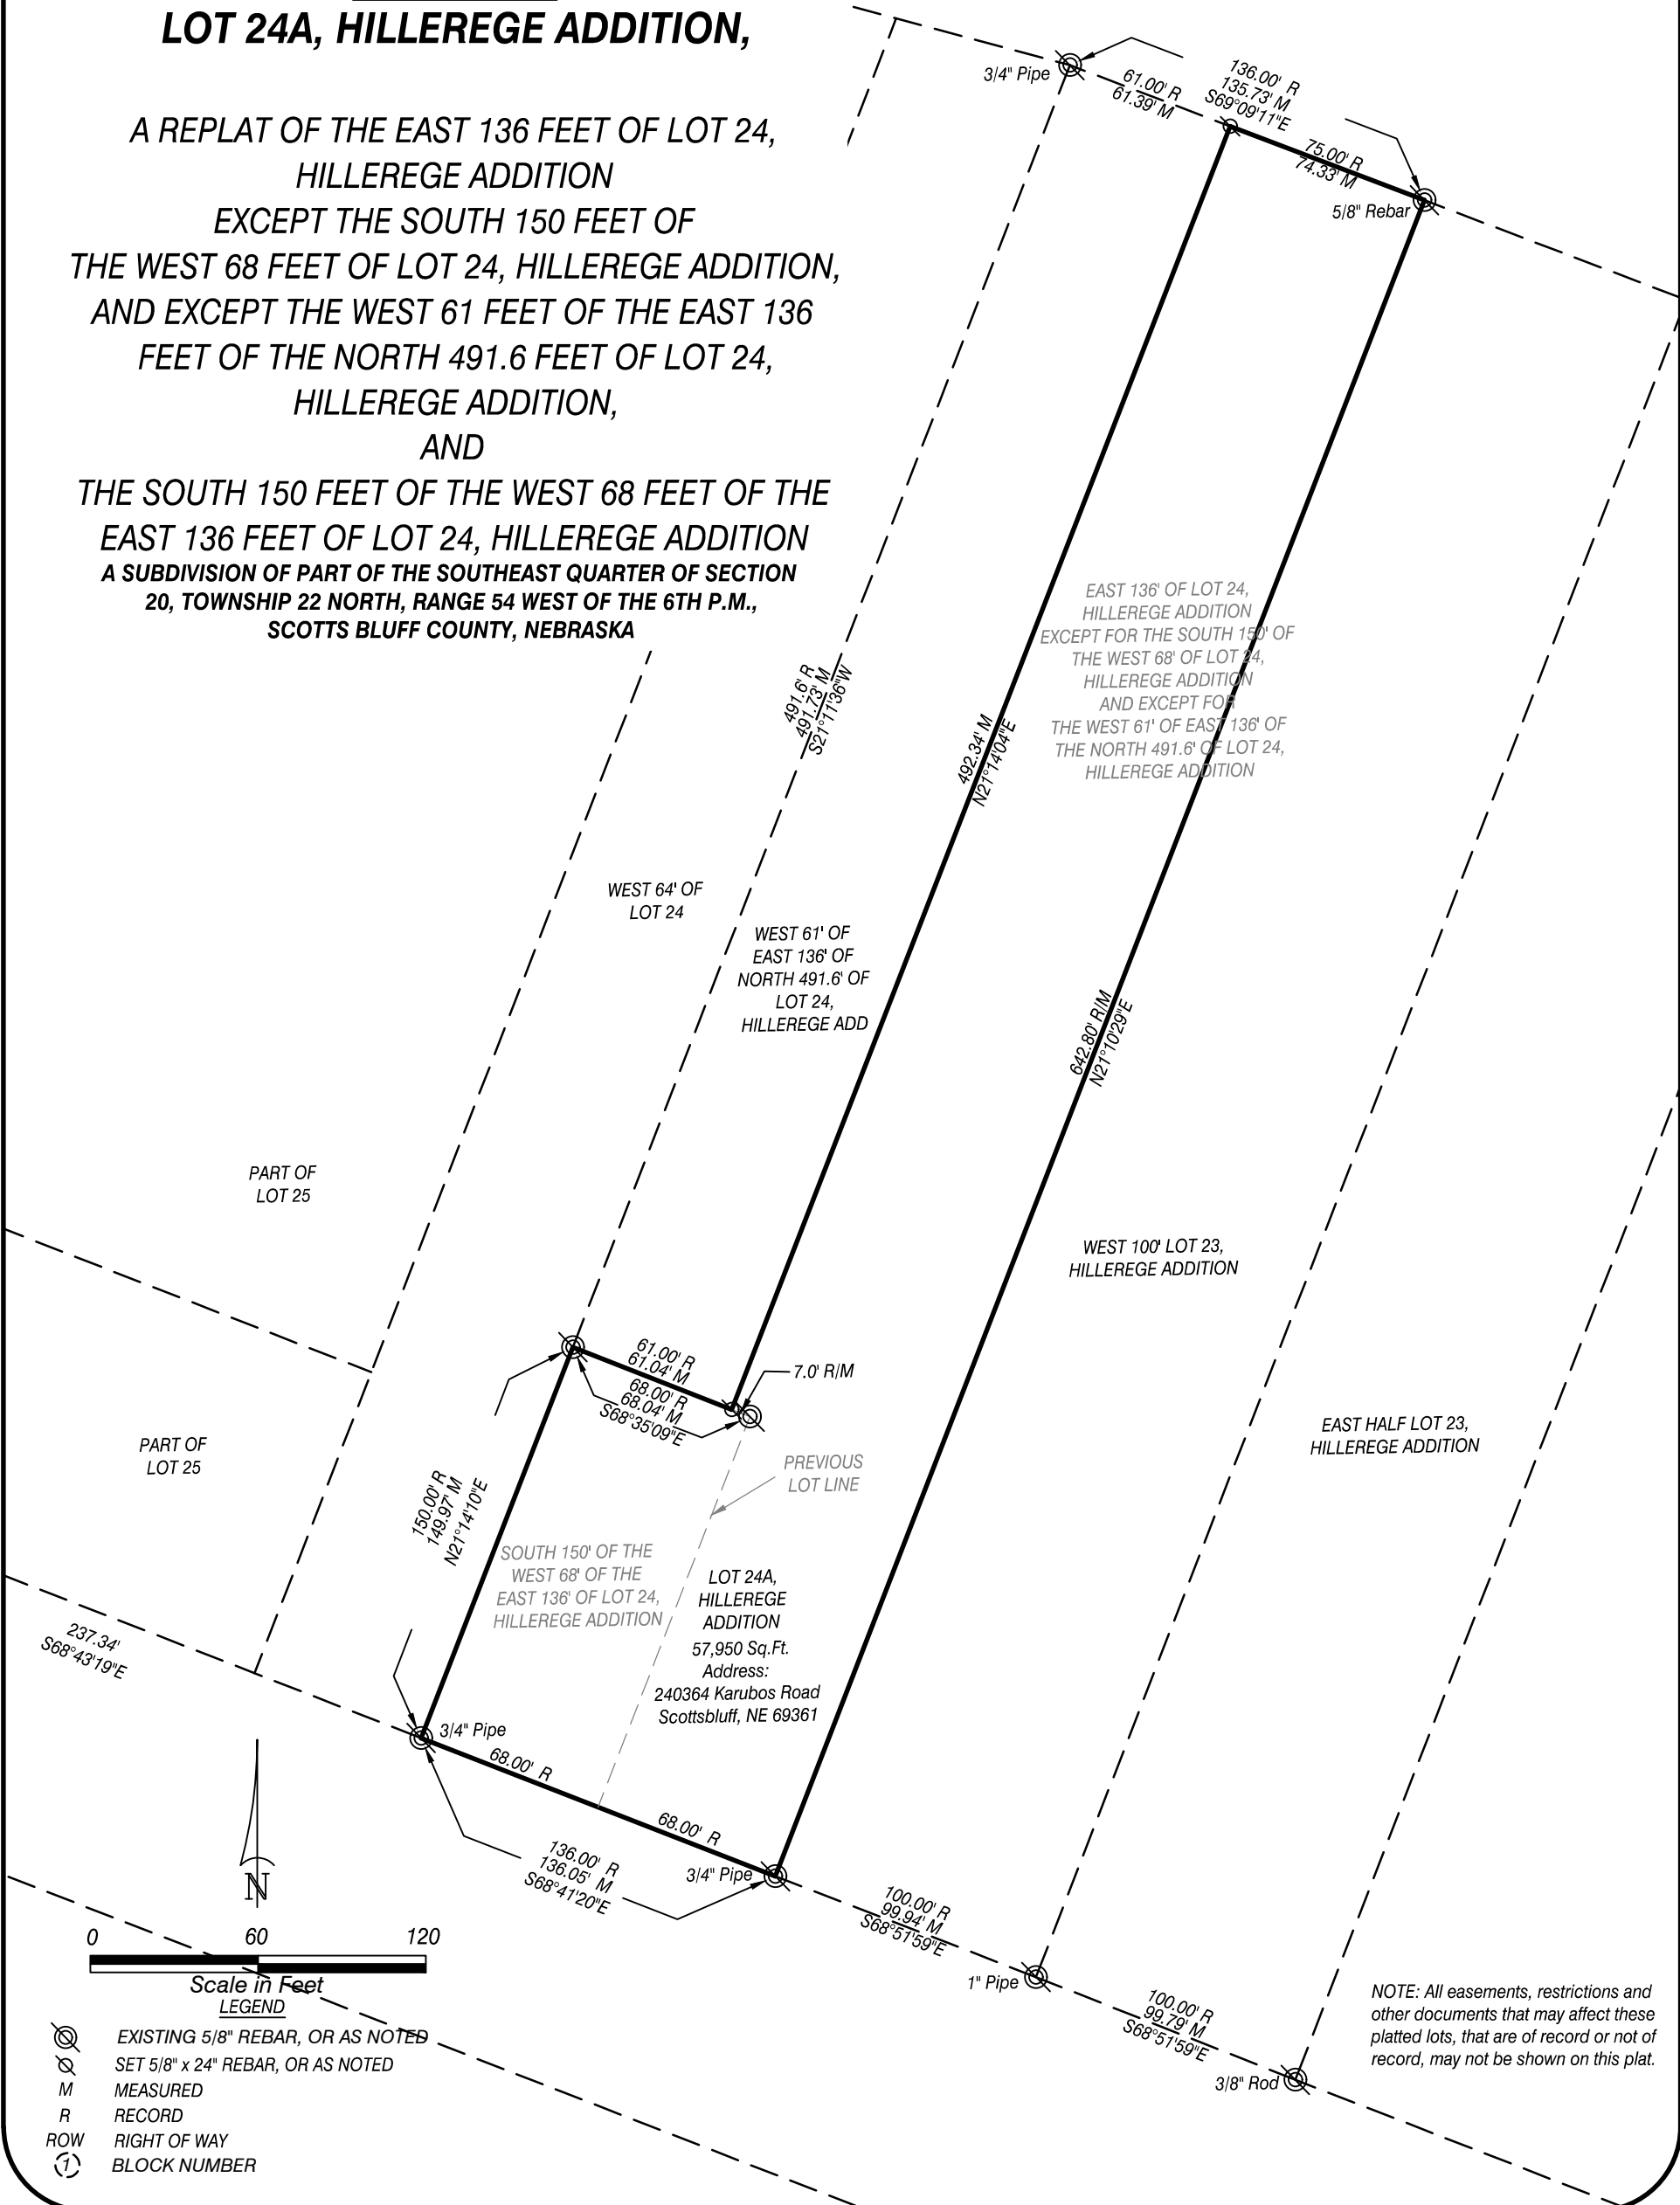 LOT 24A, HILLEREGE ADDITION,
A REPLAT OF THE EAST 136 FEET OF LOT 24,
HILLEREGE ADDITION
EXCEPT THE SOUTH 150 FEET OF
THE WEST 68 FEET OF LOT 24, HILLEREGE ADDITION,
AND EXCEPT THE WEST 61 FEET OF THE EAST 136
FEET OF THE NORTH 491.6 FEET OF LOT 24,
HILLEREGE ADDITION,
AND
THE SOUTH 150 FEET OF THE WEST 68 FEET OF THE
EAST 136 FEET OF LOT 24, HILLEREGE ADDITION
A SUBDIVISION OF PART OF THE SOUTHEAST QUARTER OF SECTION
20, TOWNSHIP 22 NORTH, RANGE 54 WEST OF THE 6TH P.M.,
SCOTTS BLUFF COUNTY, NEBRASKA
3/4" Pipe
61.00' R
61.39' M
136.00' R
135.73' M
S69°09'11"E
75.00' R
74.33' M
5/8" Rebar
EAST 136' OF LOT 24,
HILLEREGE ADDITION
EXCEPT FOR THE SOUTH 150' OF
THE WEST 68' OF LOT 24,
HILLEREGE ADDITION
AND EXCEPT FOR
THE WEST 61' OF EAST 136' OF
THE NORTH 491.6' OF LOT 24,
HILLEREGE ADDITION
491.6' R
491.73' M
S21°11'36"W
492.34' M
N21°14'04"E
WEST 64' OF
LOT 24
WEST 61' OF
EAST 136' OF
NORTH 491.6' OF
LOT 24,
HILLEREGE ADD
642.80' R/M
N21°10'29"E
PART OF
LOT 25
WEST 100' LOT 23,
HILLEREGE ADDITION
61.00' R
61.04' M
68.00' R
68.04' M
S68°35'09"E
7.0' R/M
EAST HALF LOT 23,
HILLEREGE ADDITION
PART OF
LOT 25
PREVIOUS
LOT LINE
150.00' R
149.97' M
N21°14'10"E
SOUTH 150' OF THE
WEST 68' OF THE
EAST 136' OF LOT 24,
HILLEREGE ADDITION
LOT 24A,
HILLEREGE
ADDITION
57,950 Sq.Ft.
Address:
240364 Karubos Road
Scottsbluff, NE 69361
237.34'
S68°43'19"E
3/4" Pipe
68.00' R
68.00' R
136.00' R
136.05' M
S68°41'20"E
3/4" Pipe
100.00' R
99.94' M
S68°51'59"E
1" Pipe
100.00' R
99.79' M
S68°51'59"E
3/8" Rod
N
0 60 120
Scale in Feet
LEGEND
EXISTING 5/8" REBAR, OR AS NOTED
SET 5/8" x 24" REBAR, OR AS NOTED
M MEASURED
R RECORD
ROW RIGHT OF WAY
1 BLOCK NUMBER
NOTE: All easements, restrictions and
other documents that may affect these
platted lots, that are of record or not of
record, may not be shown on this plat.